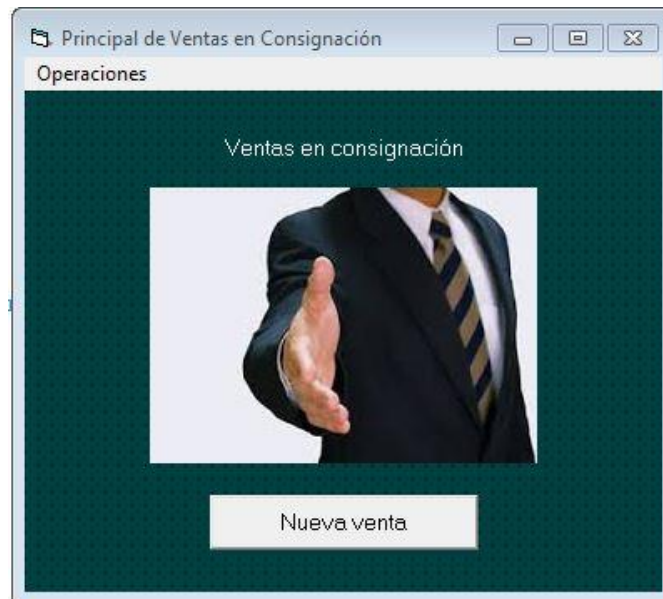 Principal de Ventas en Consignación
Operaciones
Ventas en consignación
Nueva venta